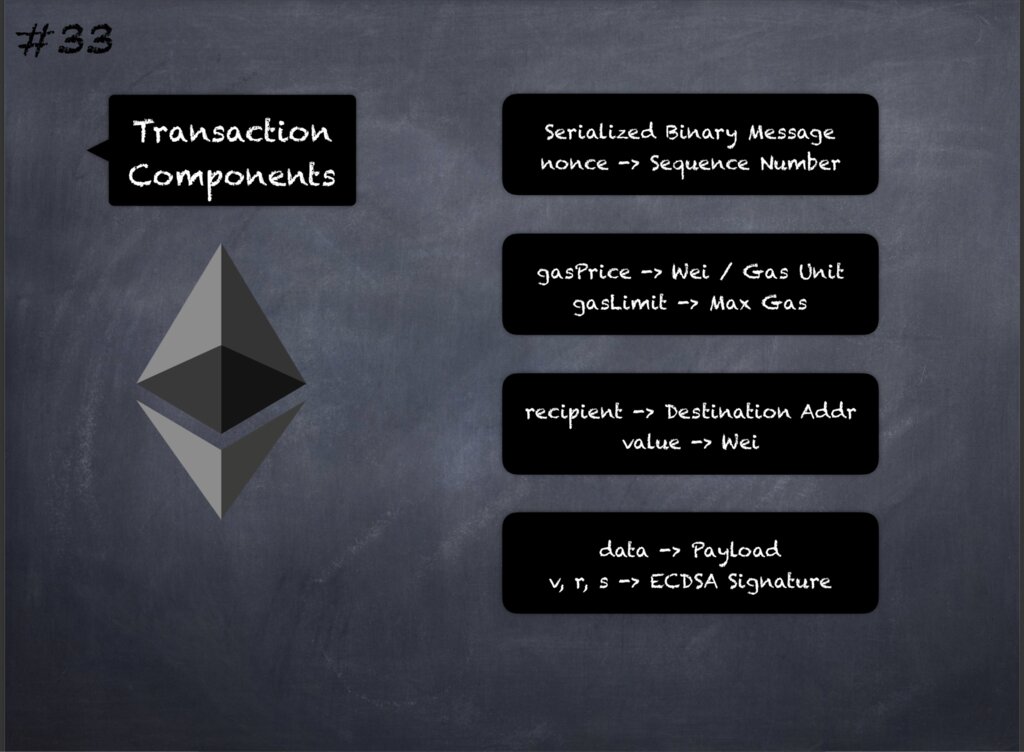 #33
Transaction
Components
Serialized Binary Message
nonce -> Sequence Number
gasPrice -> Wei / Gas Unit
gasLimit -> Max Gas
recipient -> Destination Addr
value -> Wei
data -> Payload
v, r, s -> ECDSA Signature